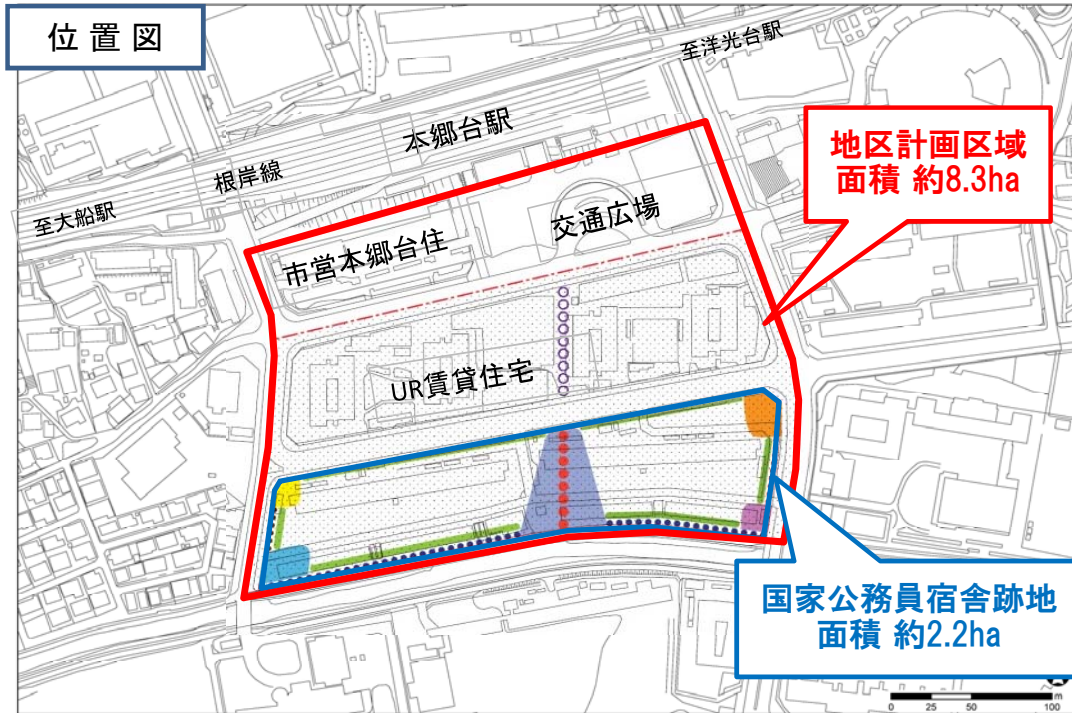 位置図
至洋光台駅
本郷台駅
根岸線
至大船駅
地区計画区域
面積 約8.3ha
交通広場
市営本郷台住
UR賃貸住宅
国家公務員宿舎跡地
面積 約2.2ha
m
0 25 50 100